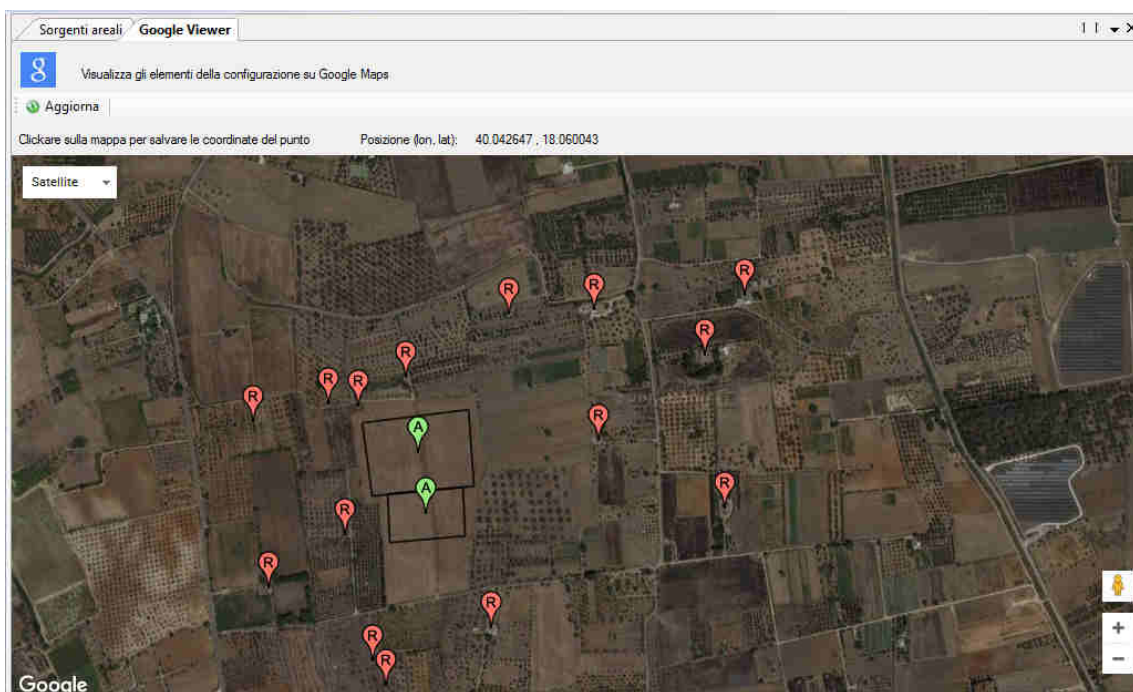 Sorgenti areali Google Viewer
g Visualizza gli elementi della configurazione su Google Maps
Aggiorna
Clickare sulla mappa per salvare le coordinate del punto Posizione (lon, lat): 40.042647 , 18.060043
Satellite
R
R
R
R
R
R
R
R
R
A
A
R
R
R
R
R
R
Google